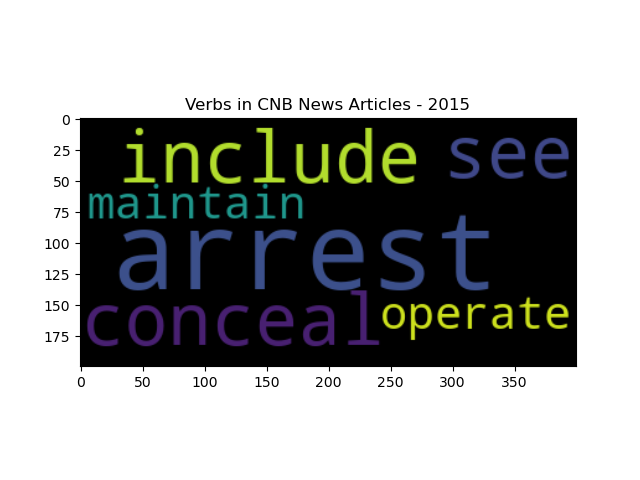 Verbs in CNB News Articles - 2015
0
25
50
75
100
125
150
175
include see
maintain
arrest
conceal operate
0 50 100 150 200 250 300 350